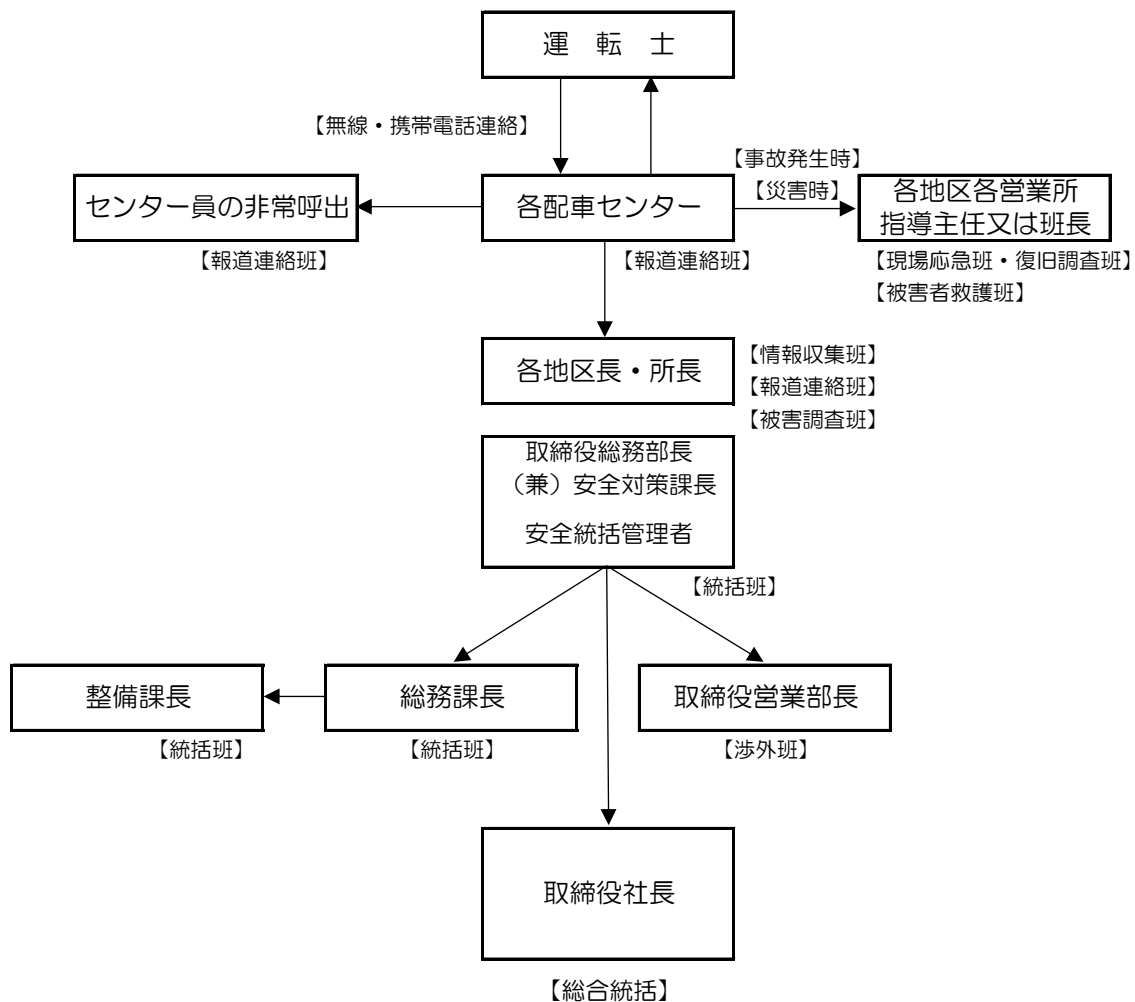 運　転　士
【無線・携帯電話連絡】
【事故発生時】
【災害時】
センター員の非常呼出
各配車センター
各地区各営業所
指導主任又は班長
【報道連絡班】
【報道連絡班】
【現場応急班・復旧調査班】
【被害者救護班】
各地区長・所長
【情報収集班】
【報道連絡班】
【被害調査班】
取締役総務部長
（兼）安全対策課長
安全統括管理者
【統括班】
整備課長
総務課長
取締役営業部長
【統括班】
【統括班】
【渉外班】
取締役社長
【総合統括】